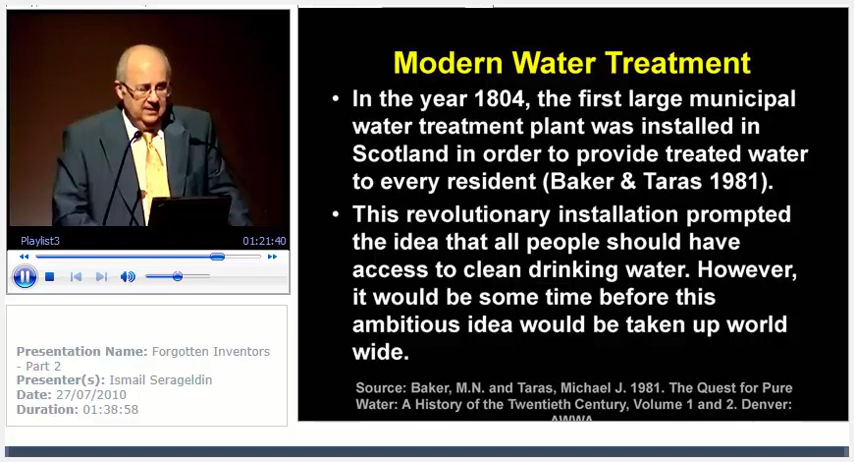 Modern Water Treatment
• In the year 1804, the first large municipal
water treatment plant was installed in
Scotland in order to provide treated water
to every resident (Baker & Taras 1981).
• This revolutionary installation prompted
the idea that all people should have
access to clean drinking water. However,
it would be some time before this
ambitious idea would be taken up world
wide.
Source: Baker, M.N. and Taras, Michael J. 1981. The Quest for Pure
Water: A History of the Twentieth Century, Volume 1 and 2. Denver:
AWWA
Playlist3 01:21:40
Presentation Name: Forgotten Inventors
- Part 2
Presenter(s): Ismail Serageldin
Date: 27/07/2010
Duration: 01:38:58